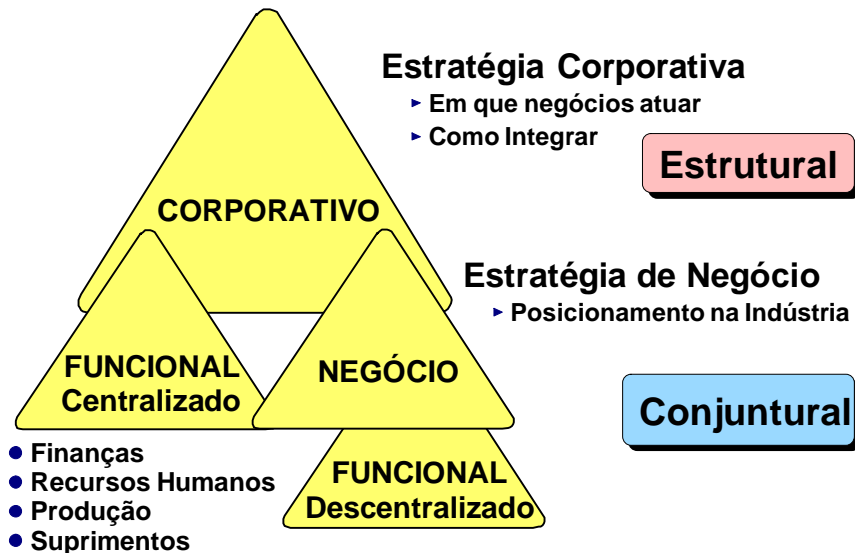 Estratégia Corporativa
Em que negócios atuar
Como Integrar
Estrutural
CORPORATIVO
Estratégia de Negócio
Posicionamento na Indústria
FUNCIONAL
Centralizado
NEGÓCIO
Conjuntural
Finanças
Recursos Humanos
Produção
Suprimentos
FUNCIONAL
Descentralizado